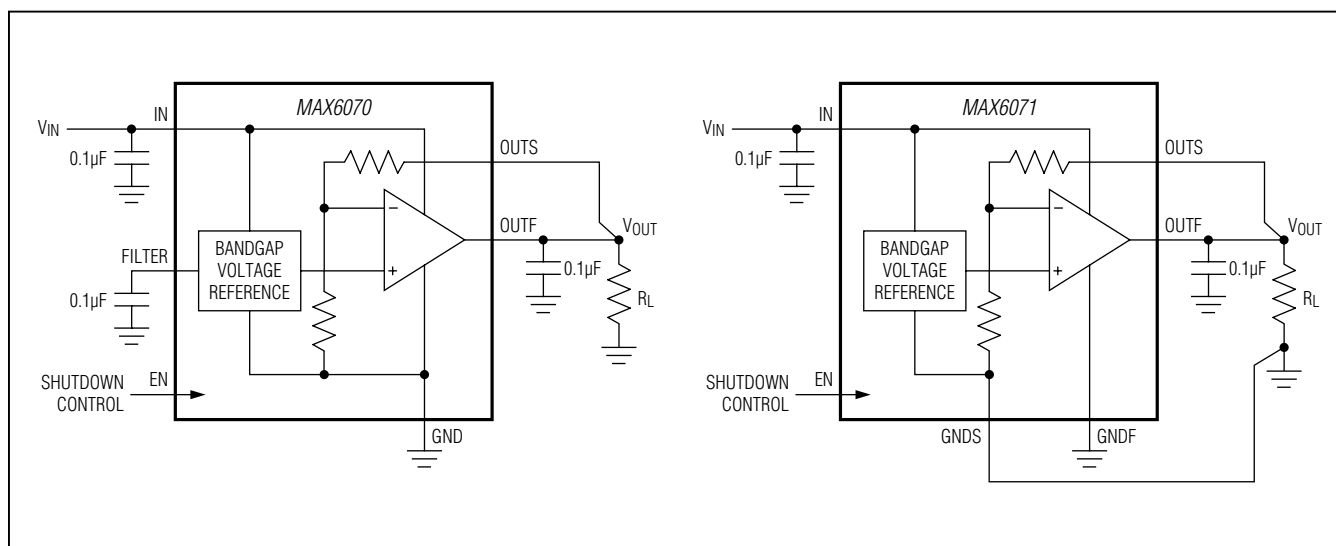 MAX6070
IN
VIN
0.1µF
OUTS
−
OUTF
VOUT
FILTER
BANDGAP
VOLTAGE
REFERENCE
+
0.1µF
0.1µF
RL
SHUTDOWN
CONTROL
EN
GND
MAX6071
IN
VIN
0.1µF
OUTS
−
OUTF
VOUT
BANDGAP
VOLTAGE
REFERENCE
+
0.1µF
RL
SHUTDOWN
CONTROL
EN
GNDS
GNDF